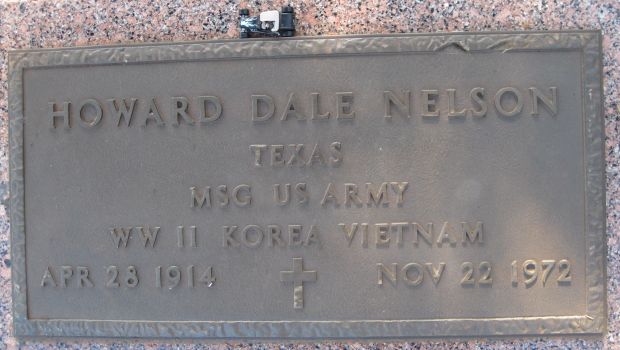 HOWARD DALE NELSON
TEXAS
MSG US ARMY
WW II KOREA VIETNAM
APR 28 1914 NOV 22 1972